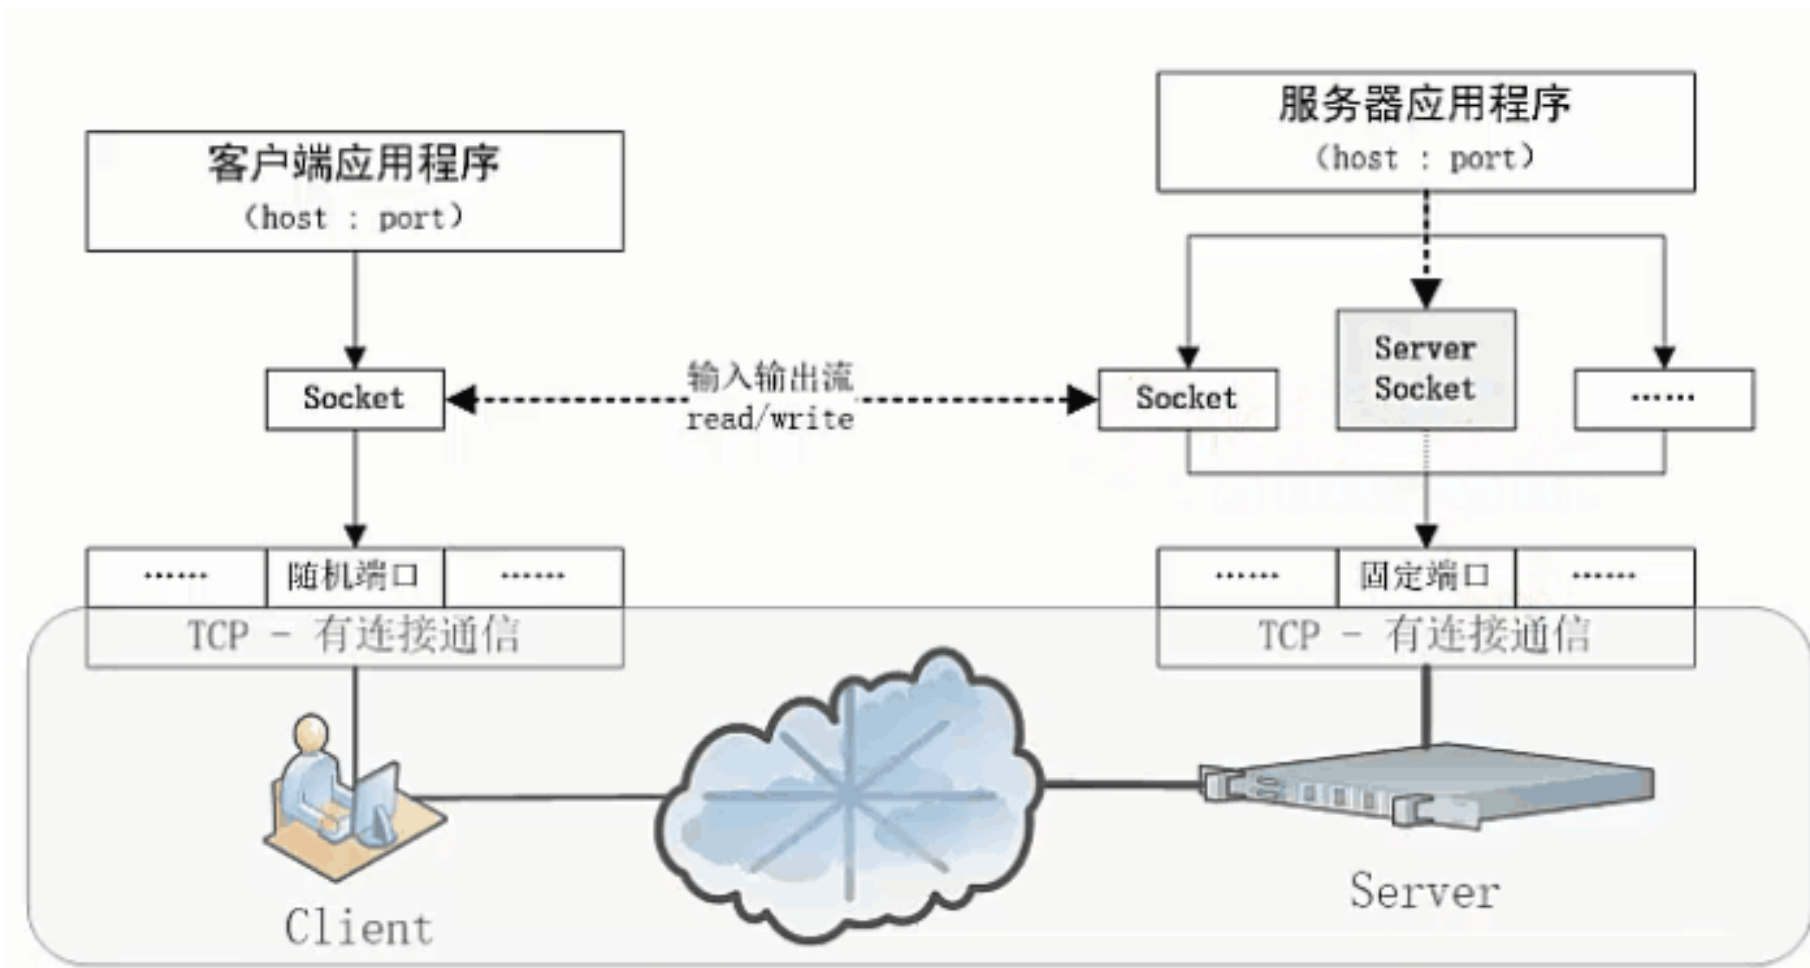 客户端应用程序
（host : port）
Socket
输入输出流
read/write
服务器应用程序
（host : port）
Socket
Server
Socket
……
…… 随机端口 ……
TCP - 有连接通信
…… 固定端口 ……
TCP - 有连接通信
Client
Server